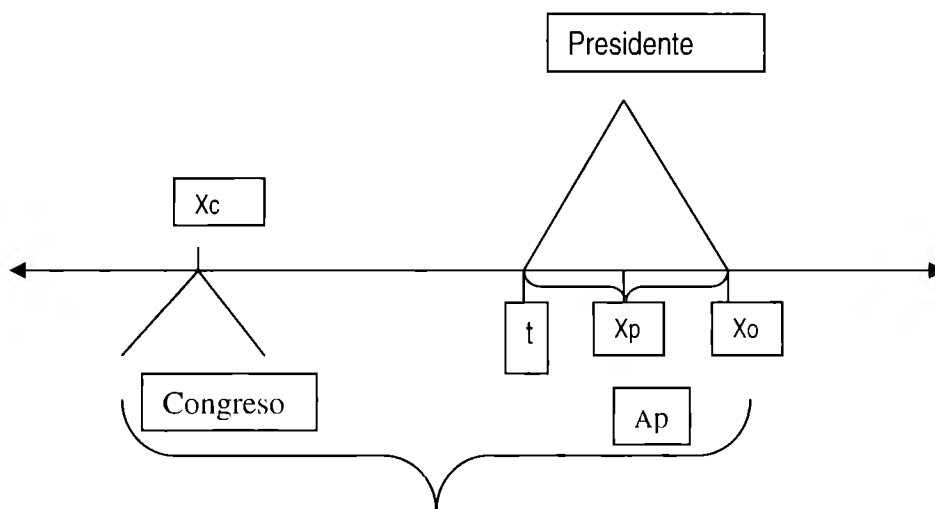 Presidente
Xc
t
Xp
Xo
Congreso
Ap